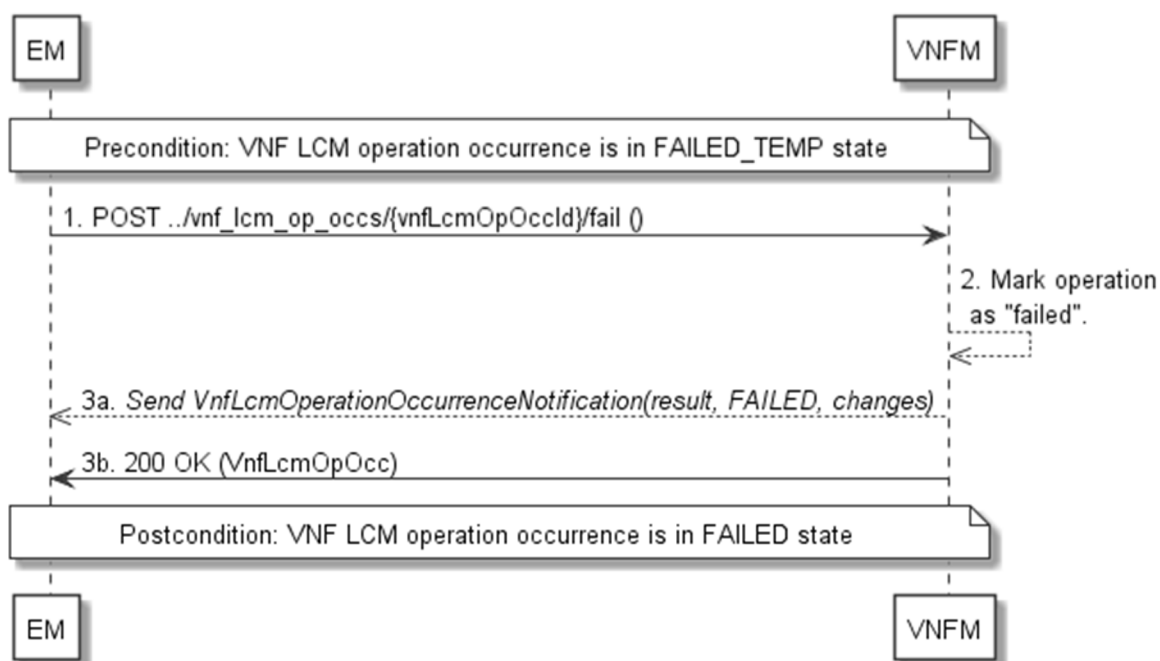 EM
VNFM
Precondition: VNF LCM operation occurrence is in FAILED_TEMP state
1. POST ../vnf_lcm_op_occs/{vnfLcmOpOccId}/fail ()
2. Mark operation
as "failed".
3a. Send VnfLcmOperationOccurrenceNotification(result, FAILED, changes)
3b. 200 OK (VnfLcmOpOcc)
Postcondition: VNF LCM operation occurrence is in FAILED state
EM
VNFM